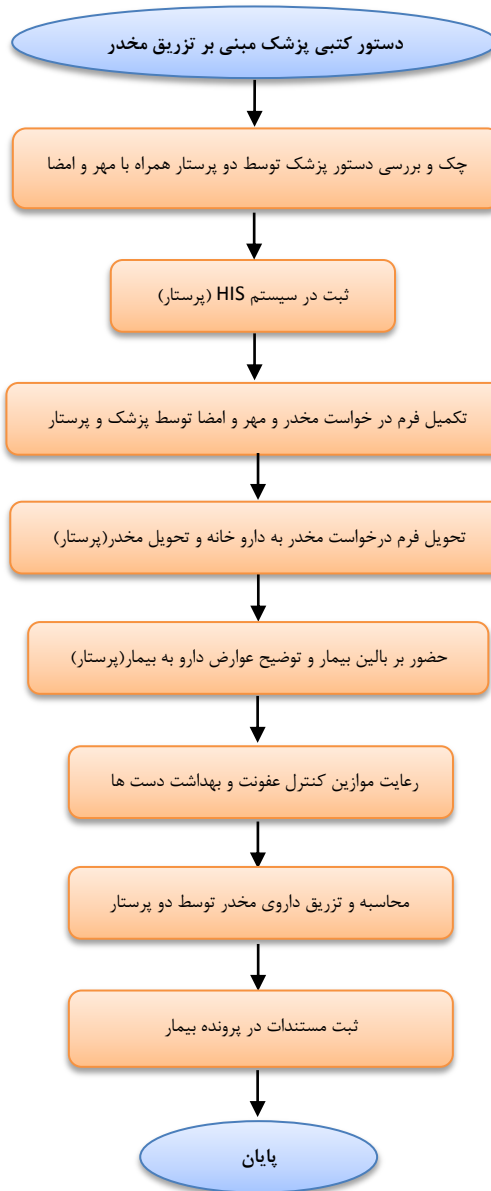 دستور کتبی پزشک مبنی بر تزریق مخدر
چک و بررسی دستور پزشک توسط دو پرستار همراه با مهر و امضا
ثبت در سیستم HIS (پرستار)
تکمیل فرم در خواست مخدر و مهر و امضا توسط پزشک و پرستار
تحویل فرم درخواست مخدر به دارو خانه و تحویل مخدر(پرستار)
حضور بر بالین بیمار و توضیح عوارض دارو به بیمار(پرستار)
رعایت موازین کنترل عفونت و بهداشت دست ها
محاسبه و تزریق داروی مخدر توسط دو پرستار
ثبت مستندات در پرونده بیمار
پایان